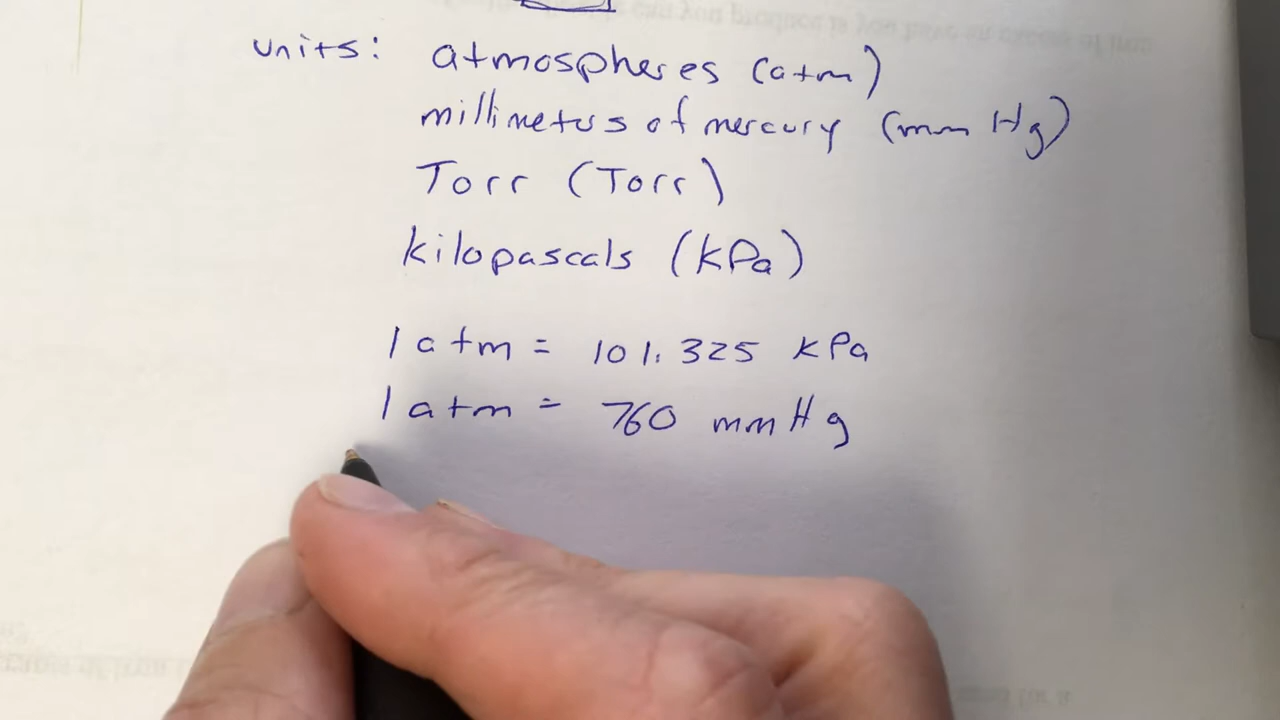 units: atmospheres (atm)
millimeters of mercury (mm Hg)
Torr (Torr)
kilopascals (kPa)
1 atm = 101.325 kPa
1 atm = 760 mmHg